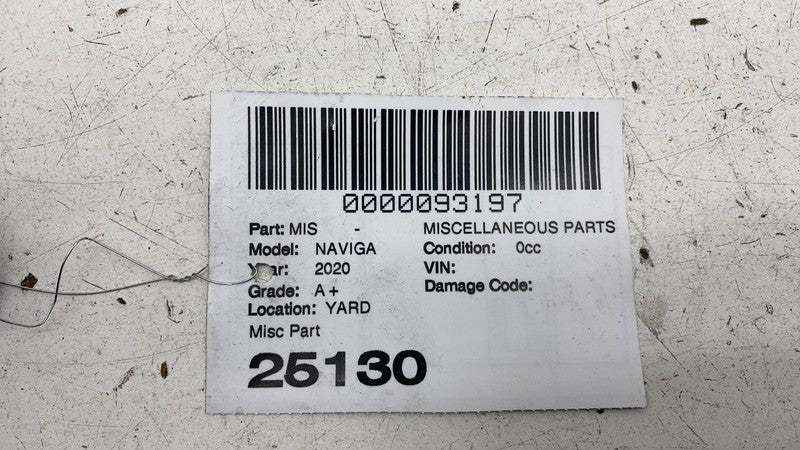 0000093197
Part: MIS - MISCELLANEOUS PARTS
Model: NAVIGA Condition: 0cc
Year: 2020 VIN:
Grade: A+ Damage Code:
Location: YARD
Misc Part
25130